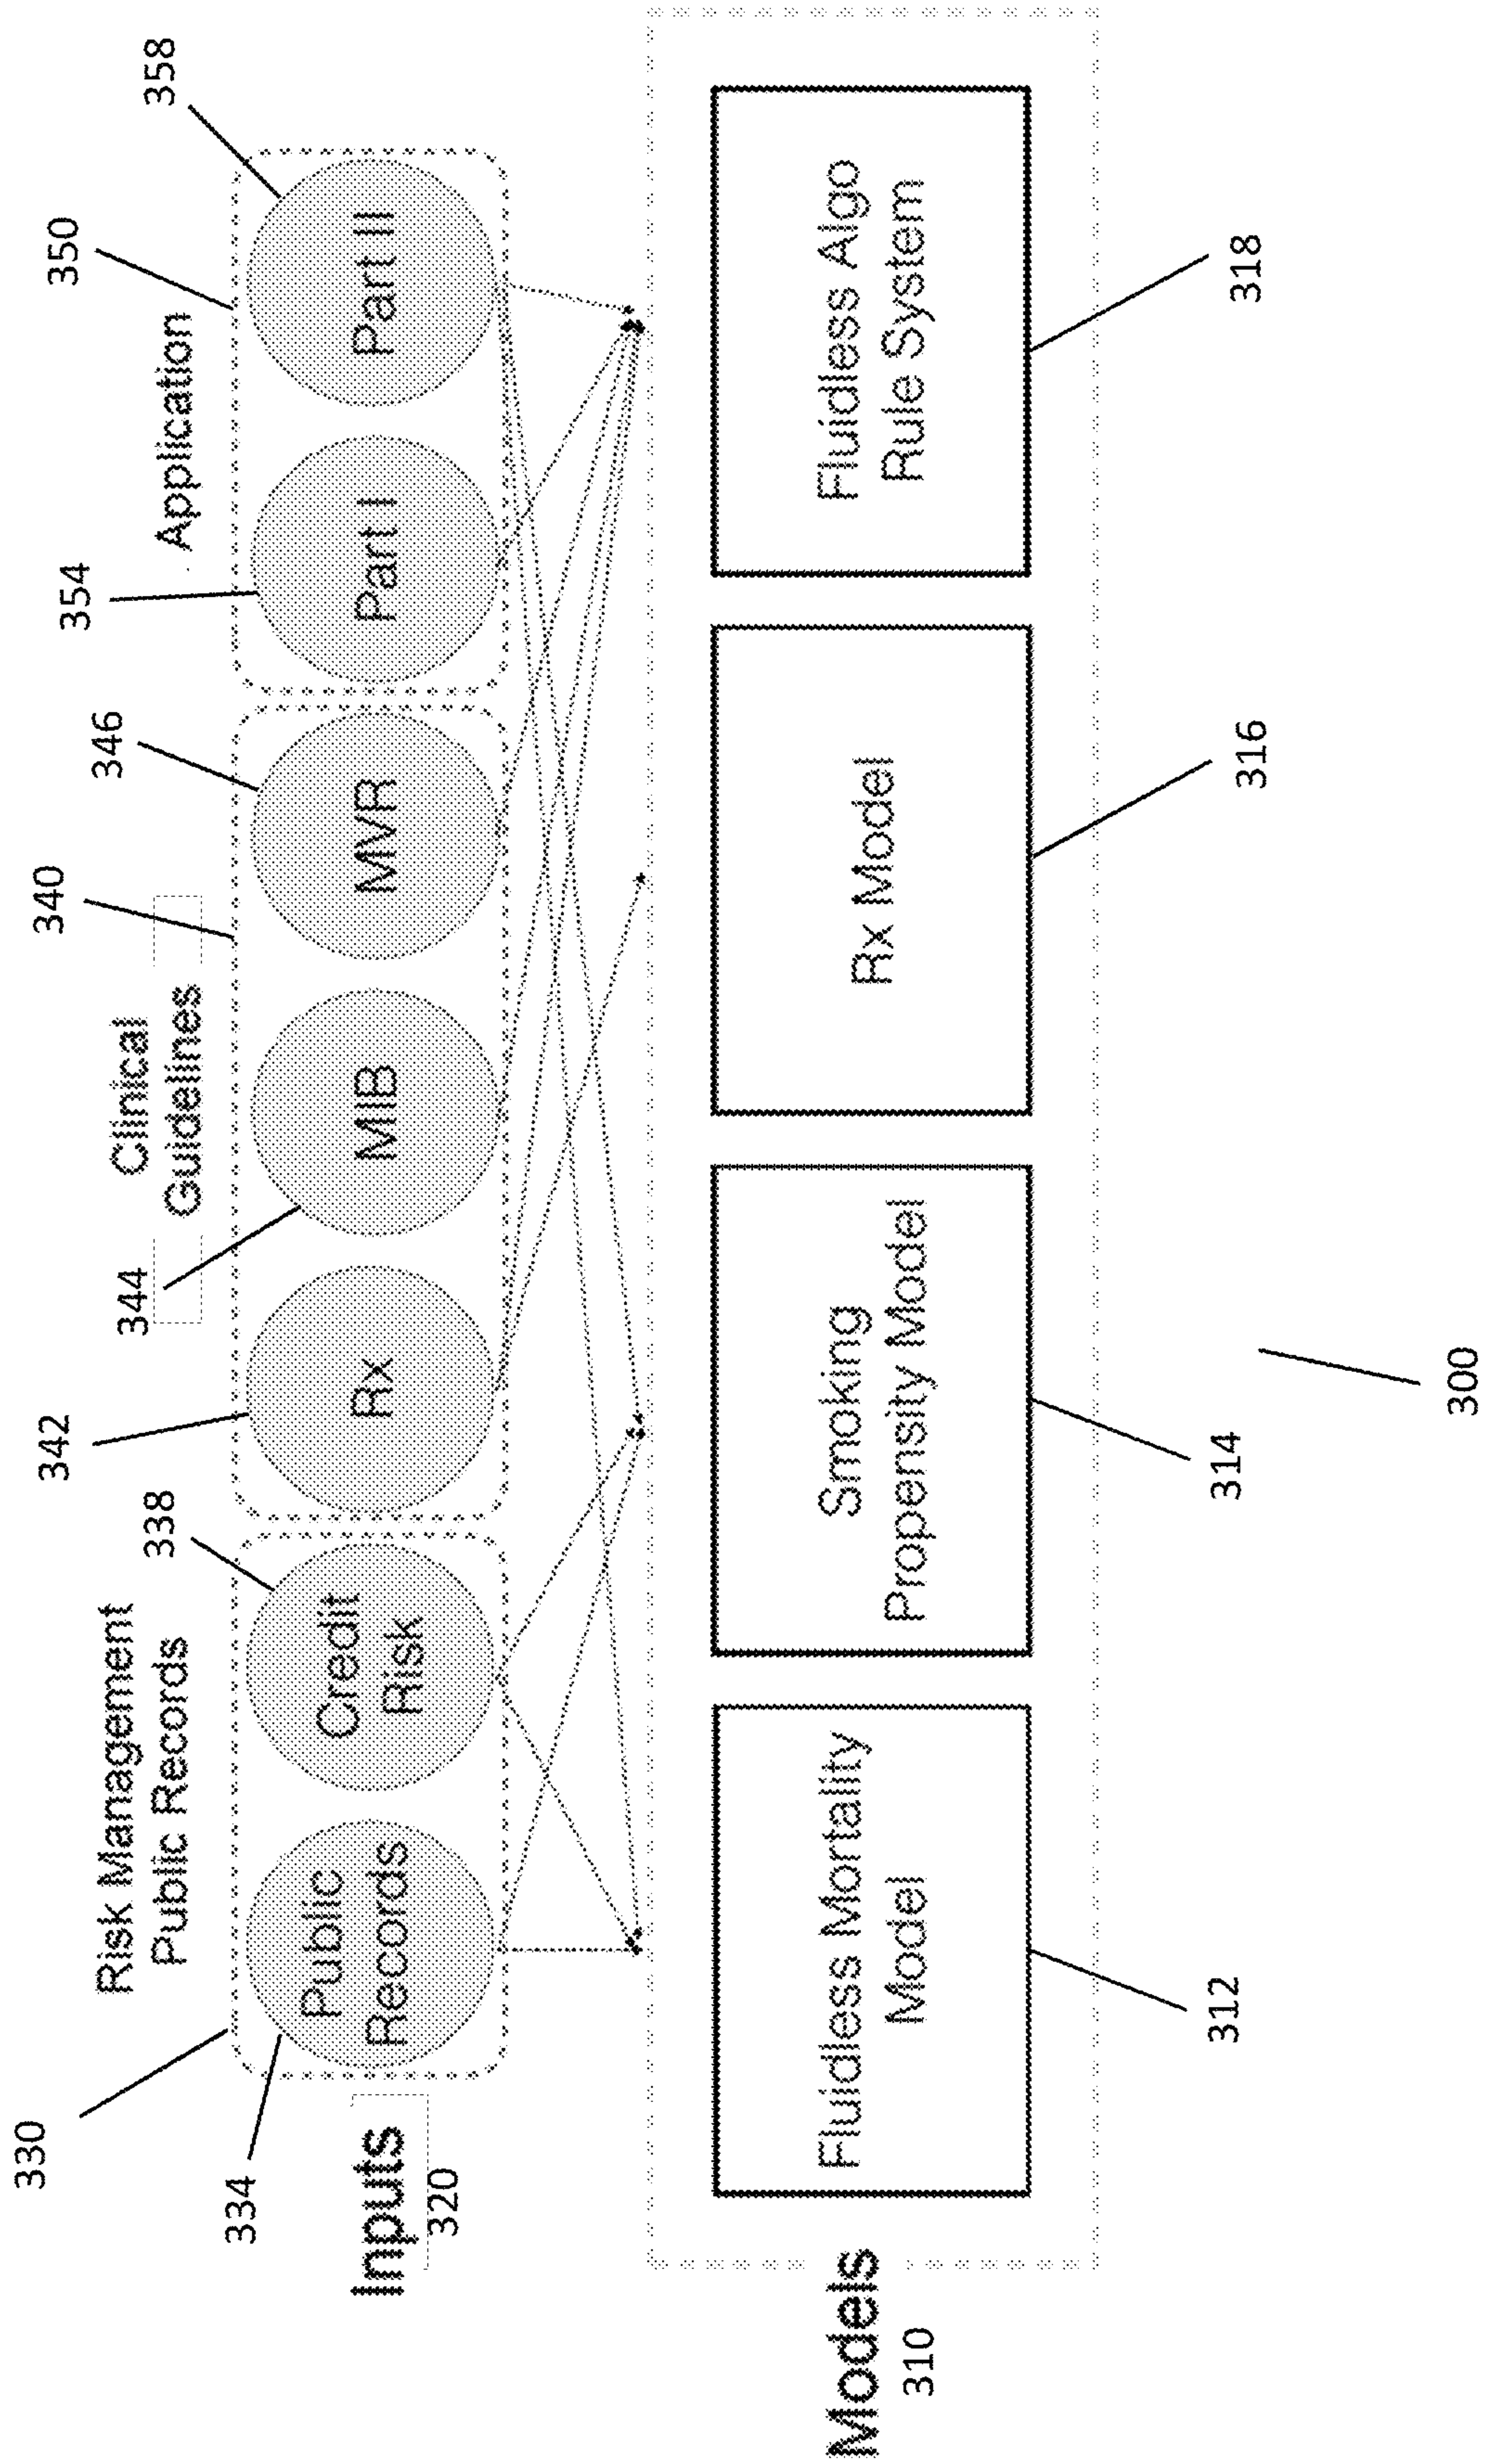 330
Risk Management
Public Records
338
342
344
Clinical
Guidelines
340
346
354
Application
350
358
334
Inputs
320
Public
Records
Credit
Risk
Rx
MIB
MVR
Part I
Part III
Models
310
Fluidless Mortality
Model
Smoking
Propensity Model
Rx Model
Fluidless Algo
Rule System
312
314
316
318
300